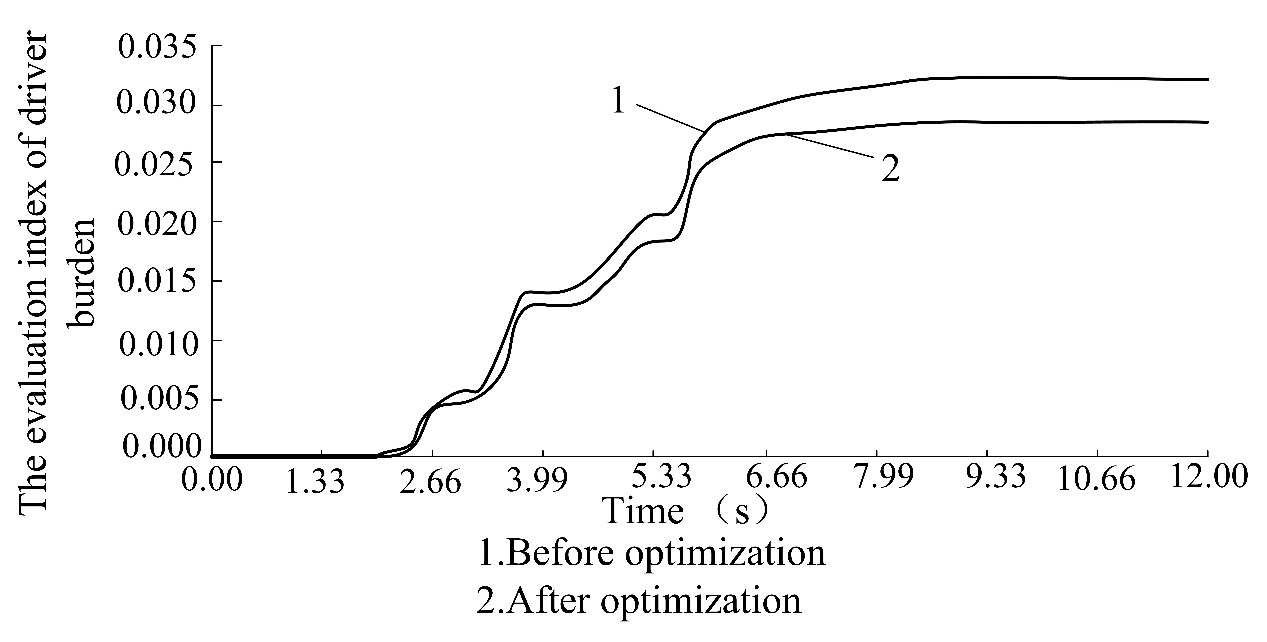 The evaluation index of driver
burden
0.035
0.030
0.025
0.020
0.015
0.010
0.005
0.000
1
2
0.00 1.33 2.66 3.99 5.33 6.66 7.99 9.33 10.66 12.00
Time （s）
1.Before optimization
2.After optimization